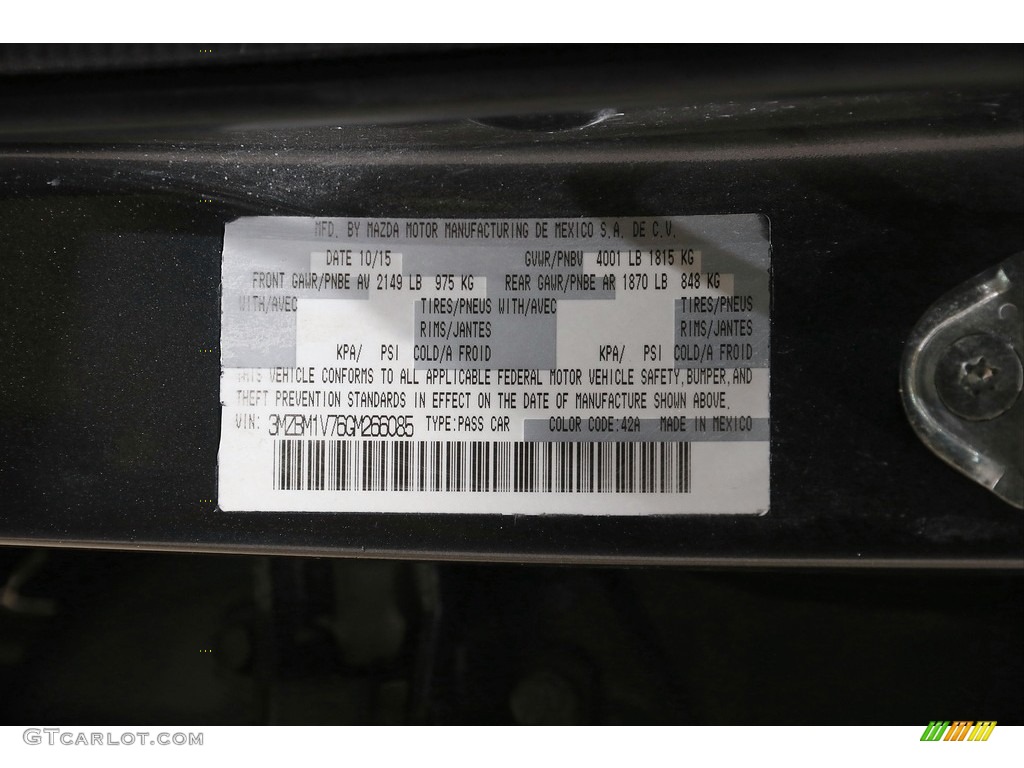 MFD. BY MAZDA MOTOR MANUFACTURING DE MEXICO S.A. DE C.V.
DATE 10/15 GVWR/PNBV 4001 LB 1815 KG
FRONT GAWR/PNBE AV 2149 LB 975 KG REAR GAWR/PNBE AR 1870 LB 848 KG
WITH/AVEC TIRES/PNEUS WITH/AVEC TIRES/PNEUS
RIMS/JANTES RIMS/JANTES
KPA/ PSI COLD/A FROID KPA/ PSI COLD/A FROID
THIS VEHICLE CONFORMS TO ALL APPLICABLE FEDERAL MOTOR VEHICLE SAFETY, BUMPER, AND
THEFT PREVENTION STANDARDS IN EFFECT ON THE DATE OF MANUFACTURE SHOWN ABOVE.
VIN: 3MZBM1V76GM266085 TYPE:PASS CAR COLOR CODE:42A MADE IN MEXICO
GTCarlot.com